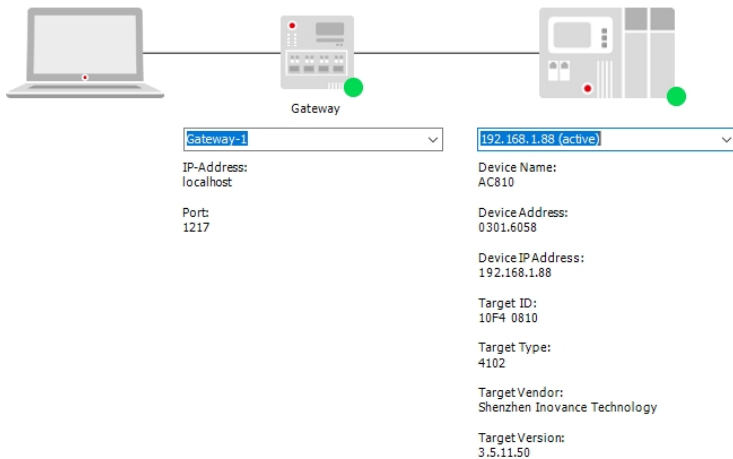 Gateway
Gateway-1
IP-Address:
localhost
Port:
1217
192.168.1.88 (active)
Device Name:
AC810
Device Address:
0301.6058
Device IP Address:
192.168.1.88
Target ID:
10F4 0810
Target Type:
4102
Target Vendor:
Shenzhen Inovance Technology
Target Version:
3.5.11.50